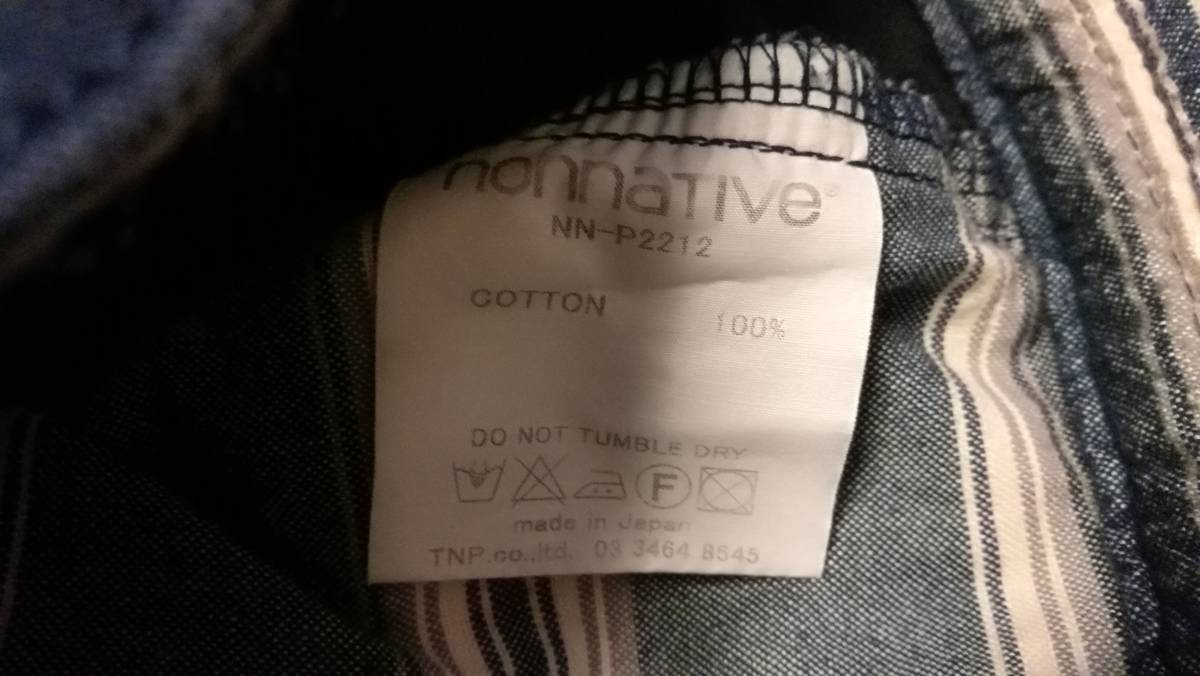 nonnative®
NN-P2212
COTTON 100%
DO NOT TUMBLE DRY
F
made in Japan
TNP.co.,ltd. 03 3464 8545